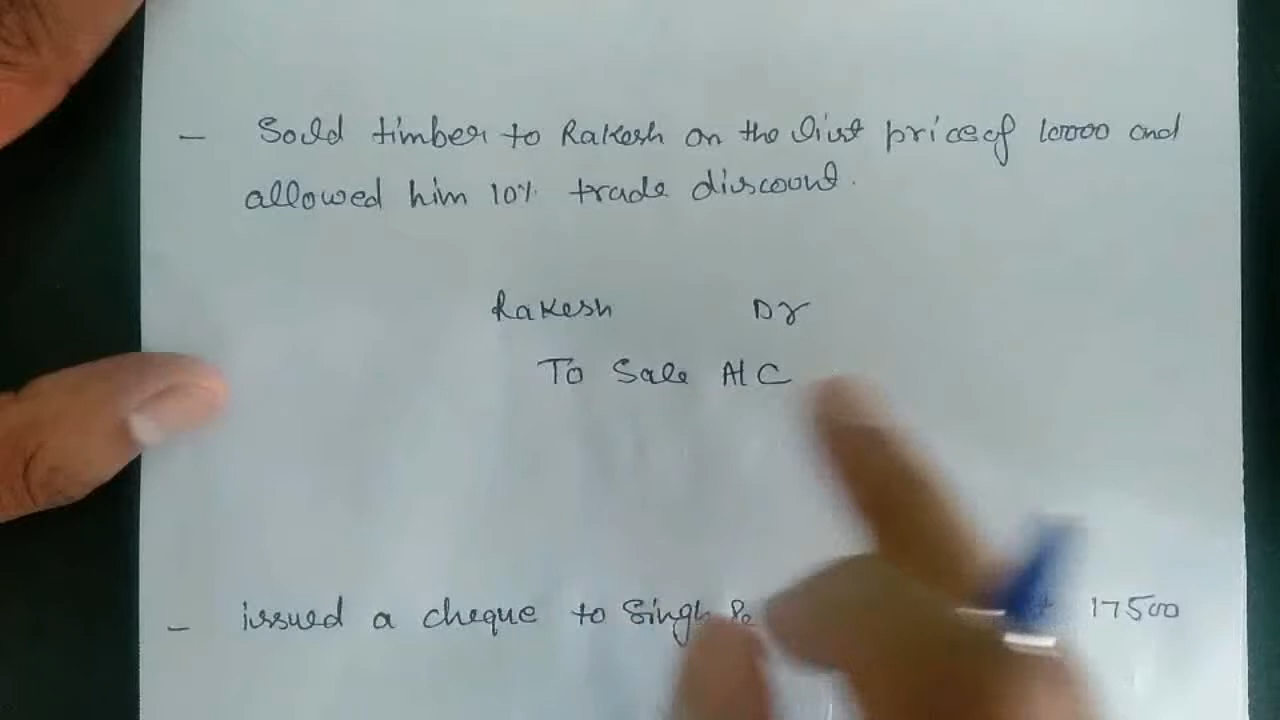 - Sold timber to Rakesh on the list price of 10000 and
allowed him 10% trade discount.
Rakesh Dr
To Sale A/C
- issued a cheque to Singh 17500